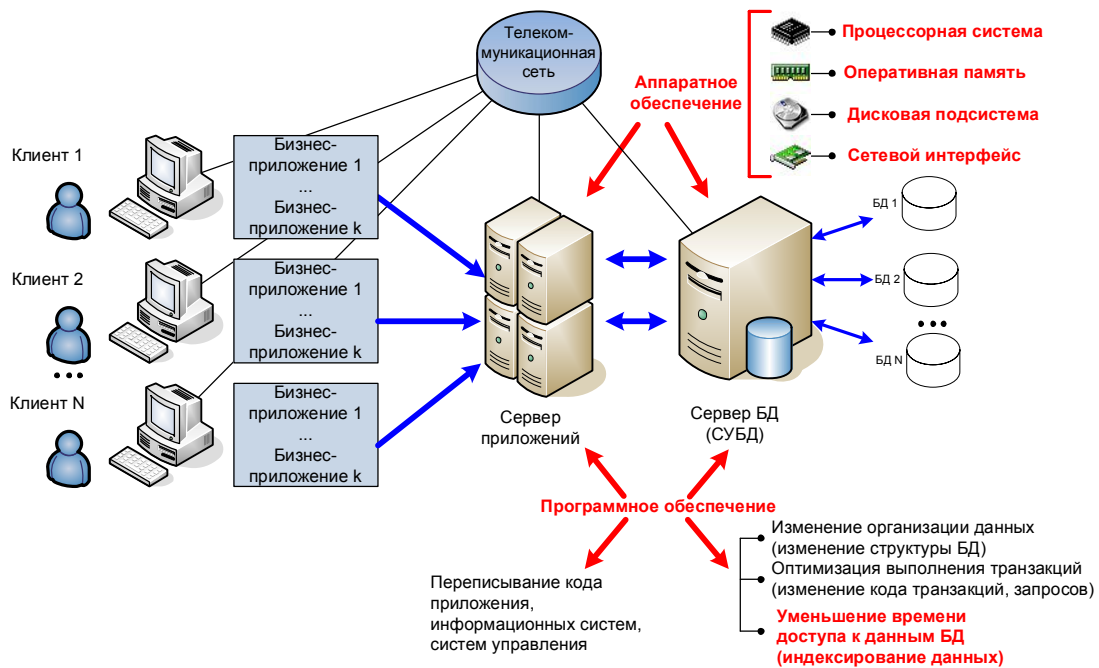 Телеком-
муникационная
сеть
Аппаратное
обеспечение
Процессорная система
Оперативная память
Дисковая подсистема
Сетевой интерфейс
Клиент 1
Бизнес-
приложение 1
...
Бизнес-
приложение k
Клиент 2
Бизнес-
приложение 1
...
Бизнес-
приложение k
Клиент N
Бизнес-
приложение 1
...
Бизнес-
приложение k
БД 1
БД 2
БД N
Сервер
приложений
Сервер БД
(СУБД)
Программное обеспечение
Переписывание кода
приложения,
информационных систем,
систем управления
Изменение организации данных
(изменение структуры БД)
Оптимизация выполнения транзакций
(изменение кода транзакций, запросов)
Уменьшение времени
доступа к данным БД
(индексирование данных)